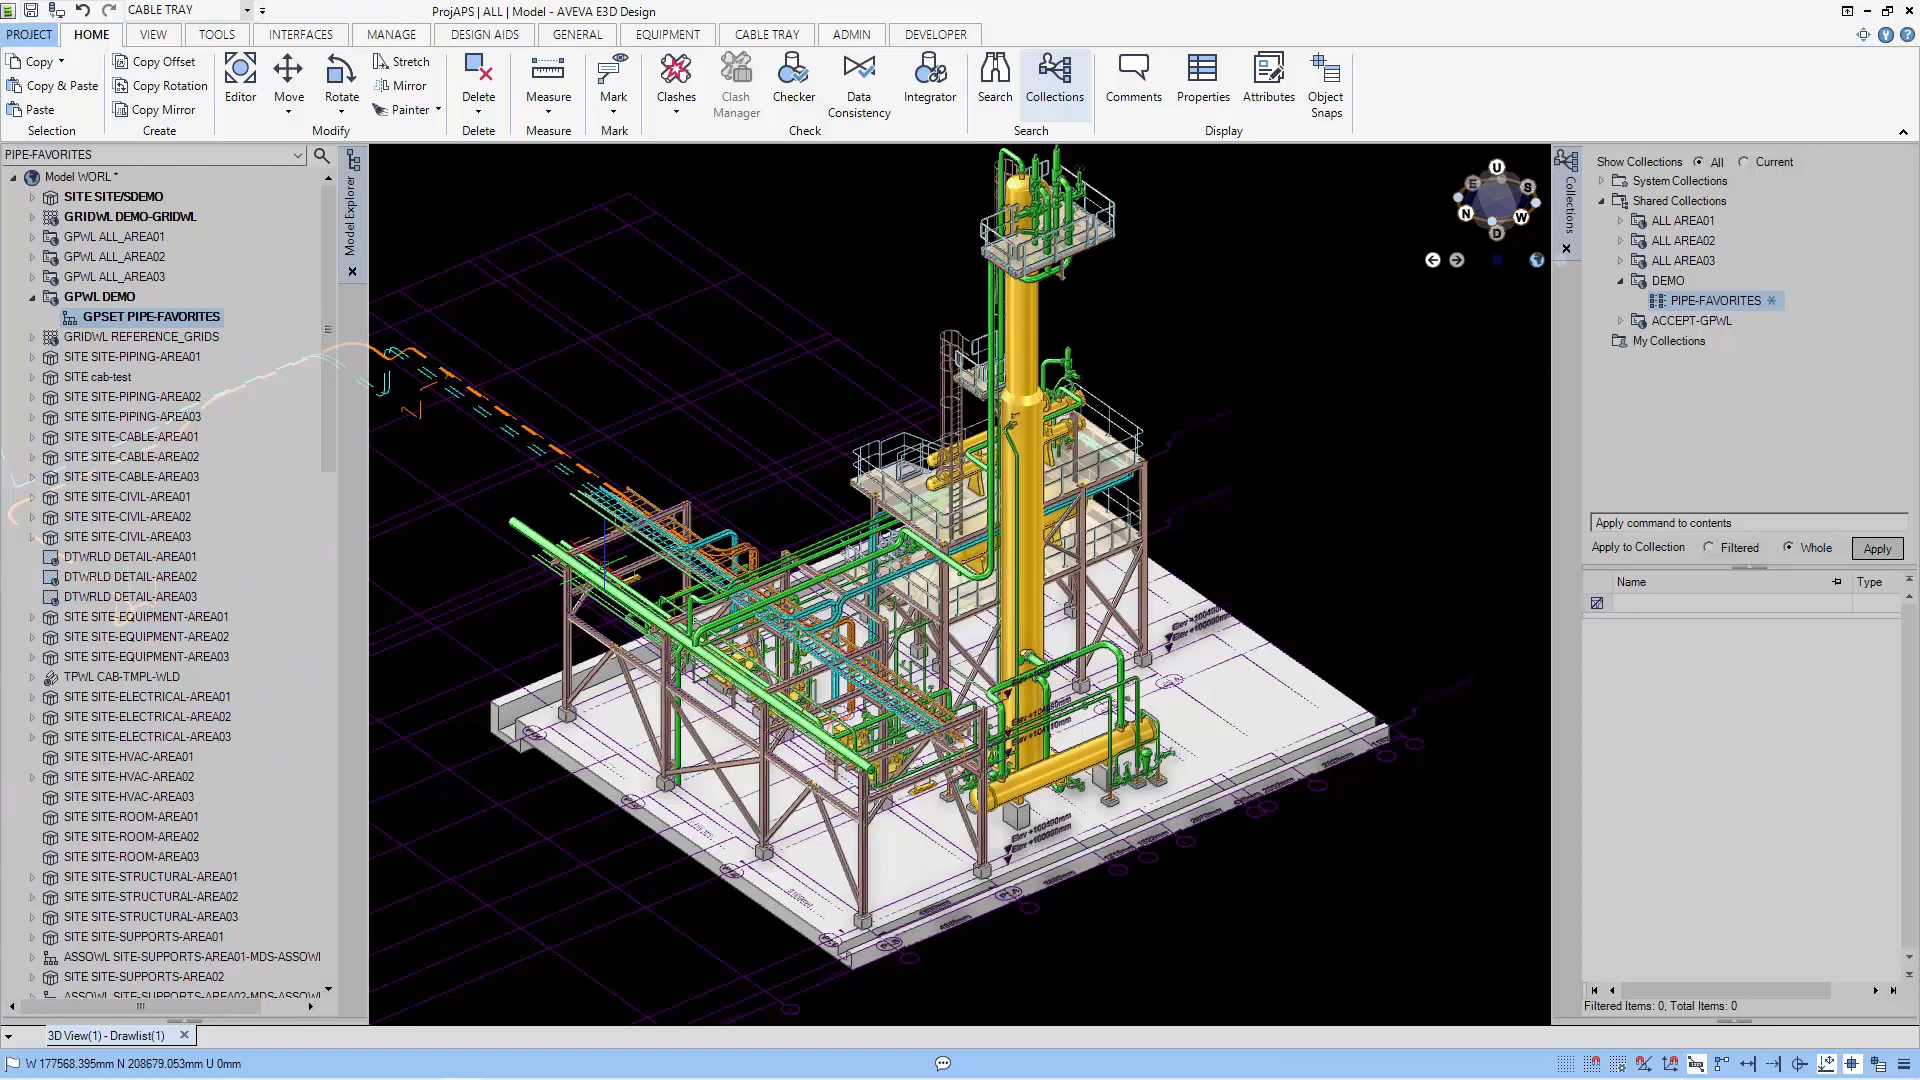 CABLE TRAY
ProjAPS | ALL | Model - AVEVA E3D Design
PROJECT HOME VIEW TOOLS INTERFACES MANAGE DESIGN AIDS GENERAL EQUIPMENT CABLE TRAY ADMIN DEVELOPER
Copy
Copy & Paste
Paste
Selection
Copy Offset
Copy Rotation
Copy Mirror
Create
Editor
Move
Rotate
Stretch
Mirror
Painter
Modify
Delete
Delete
Measure
Measure
Mark
Mark
Clashes
Clash Manager
Checker
Data Consistency
Integrator
Check
Search
Collections
Search
Comments
Properties
Attributes
Object Snaps
Display
PIPE-FAVORITES
Model WORL *
SITE SITE/SDEMO
GRIDWL DEMO-GRIDWL
GPWL ALL_AREA01
GPWL ALL_AREA02
GPWL ALL_AREA03
GPWL DEMO
GPSET PIPE-FAVORITES
GRIDWL REFERENCE_GRIDS
SITE SITE-PIPING-AREA01
SITE cab-test
SITE SITE-PIPING-AREA02
SITE SITE-PIPING-AREA03
SITE SITE-CABLE-AREA01
SITE SITE-CABLE-AREA02
SITE SITE-CABLE-AREA03
SITE SITE-CIVIL-AREA01
SITE SITE-CIVIL-AREA02
SITE SITE-CIVIL-AREA03
DTWRLD DETAIL-AREA01
DTWRLD DETAIL-AREA02
DTWRLD DETAIL-AREA03
SITE SITE-EQUIPMENT-AREA01
SITE SITE-EQUIPMENT-AREA02
SITE SITE-EQUIPMENT-AREA03
TPWL CAB-TMPL-WLD
SITE SITE-ELECTRICAL-AREA01
SITE SITE-ELECTRICAL-AREA02
SITE SITE-ELECTRICAL-AREA03
SITE SITE-HVAC-AREA01
SITE SITE-HVAC-AREA02
SITE SITE-HVAC-AREA03
SITE SITE-ROOM-AREA01
SITE SITE-ROOM-AREA02
SITE SITE-ROOM-AREA03
SITE SITE-STRUCTURAL-AREA01
SITE SITE-STRUCTURAL-AREA02
SITE SITE-STRUCTURAL-AREA03
SITE SITE-SUPPORTS-AREA01
ASSOWL SITE-SUPPORTS-AREA01-MDS-ASSOWL
SITE SITE-SUPPORTS-AREA02
ASSOWL SITE-SUPPORTS-AREA02-MDS-ASSOWL
Model Explorer
U
E
S
N
W
D
Collections
Show Collections All Current
System Collections
Shared Collections
ALL AREA01
ALL AREA02
ALL AREA03
DEMO
PIPE-FAVORITES
ACCEPT-GPWL
My Collections
Apply command to contents
Apply to Collection Filtered Whole Apply
Name Type
Filtered Items: 0, Total Items: 0
3D View(1) - Drawlist(1)
W 177568.395mm N 208679.053mm U 0mm